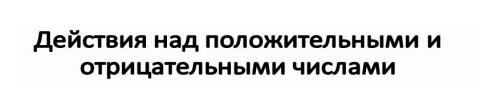 Действия над положительными и
отрицательными числами